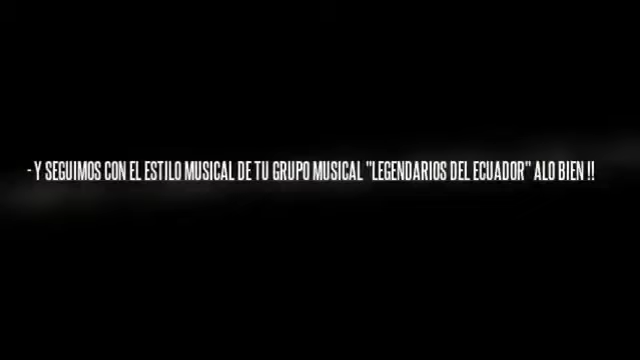 - Y SEGUIMOS CON EL ESTILO MUSICAL DE TU GRUPO MUSICAL "LEGENDARIOS DEL ECUADOR" ALO BIEN !!